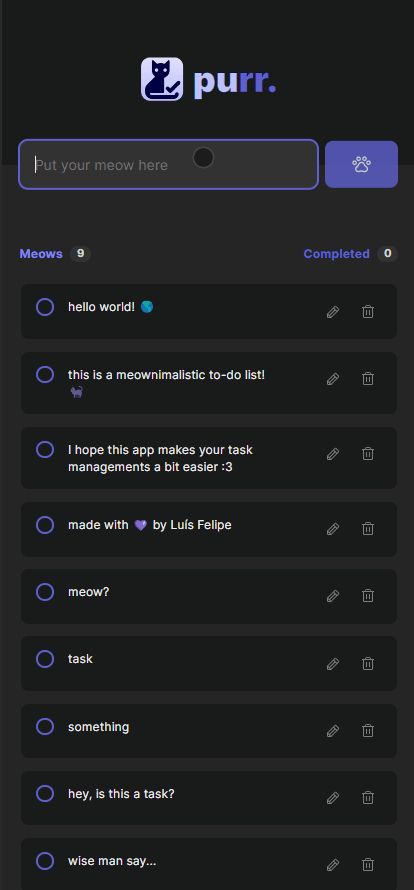 purr.
Put your meow here
Meows 9
Completed 0
hello world! 🌎
this is a meownimalistic to-do list!
🐈‍⬛
I hope this app makes your task
managements a bit easier :3
made with 💜 by Luís Felipe
meow?
task
something
hey, is this a task?
wise man say...